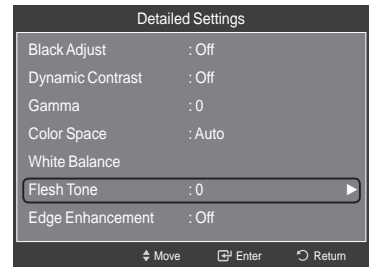 Detailed Settings
Black Adjust : Off
Dynamic Contrast : Off
Gamma : 0
Color Space : Auto
White Balance
Flesh Tone : 0
Edge Enhancement : Off
Move Enter Return